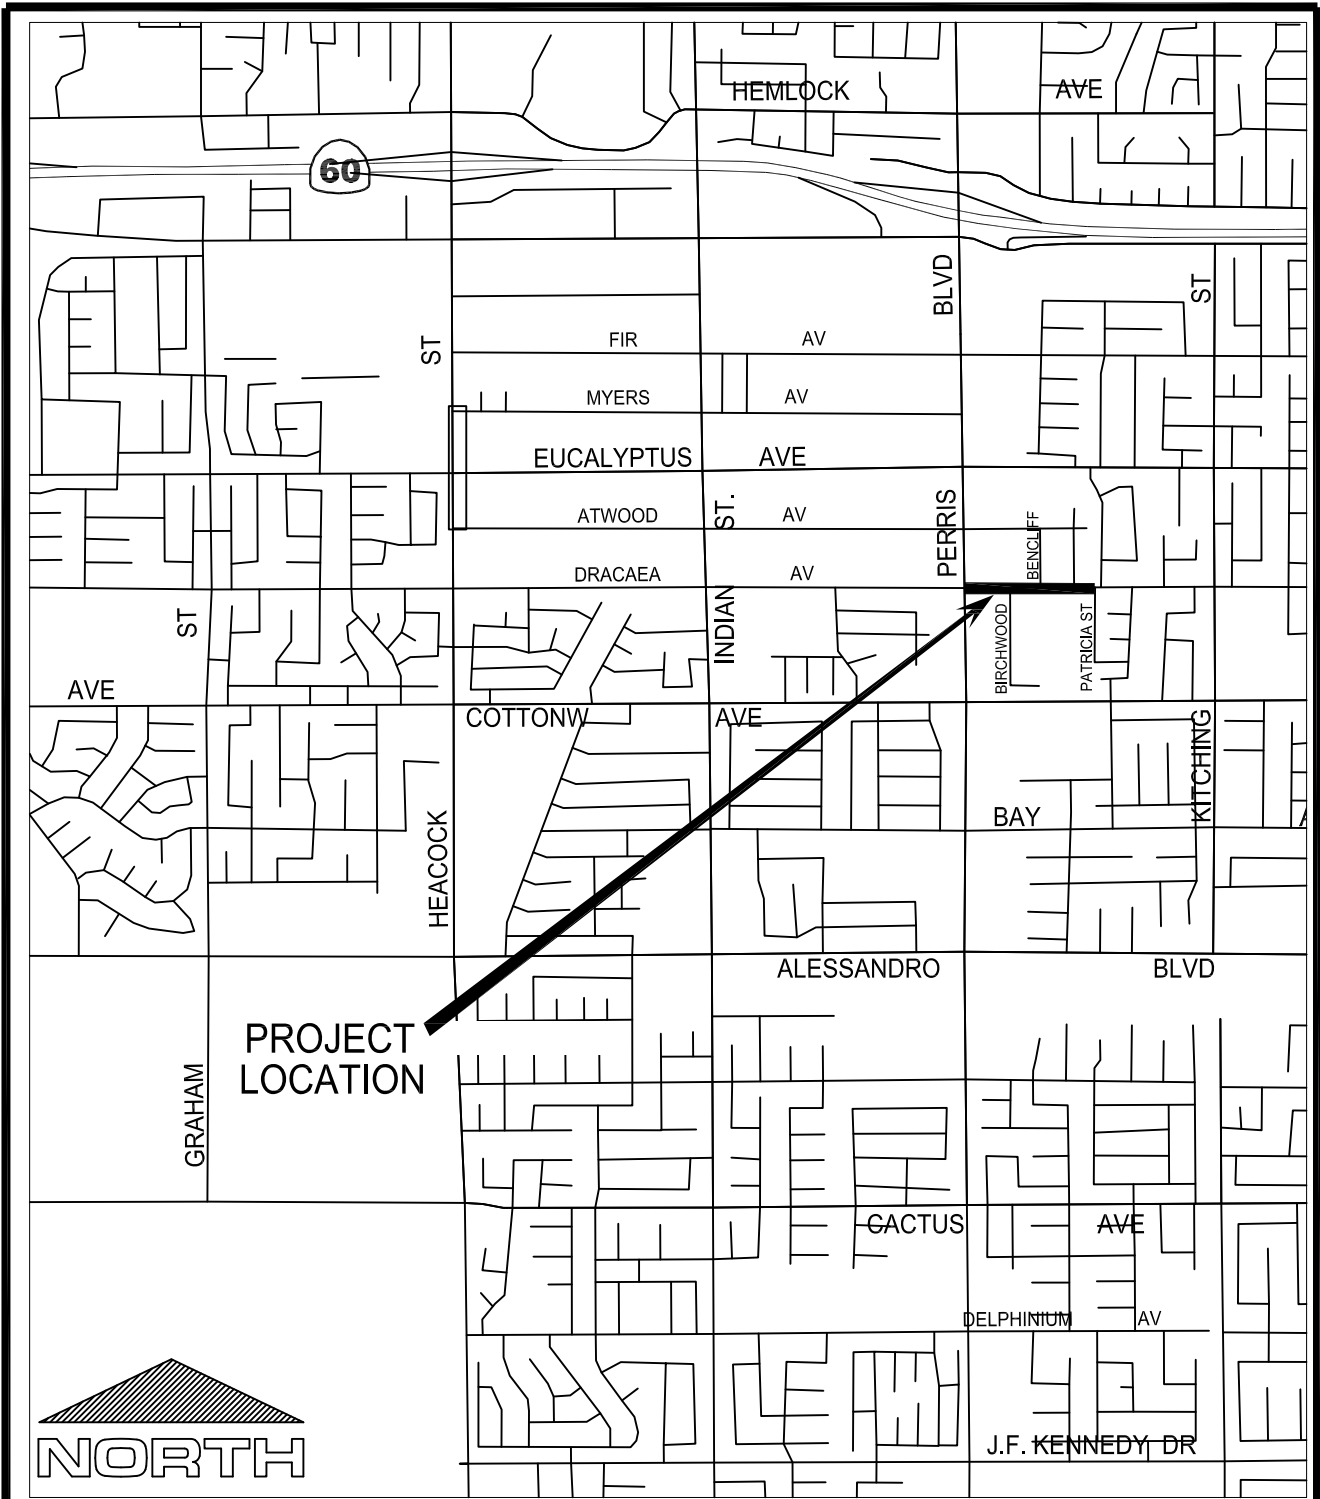 HEMLOCK AVE
60
BLVD
ST
ST
FIR AV
MYERS AV
EUCALYPTUS AVE
ATWOOD AV
ST.
PERRIS
BENCLIFF
DRACAEA AV
INDIAN
ST
BIRCHWOOD
PATRICIA ST
AVE
COTTONW AVE
KITCHING
BAY A
HEACOCK
ALESSANDRO BLVD
PROJECT
LOCATION
GRAHAM
CACTUS AVE
DELPHINIUM AV
J.F. KENNEDY DR
NORTH